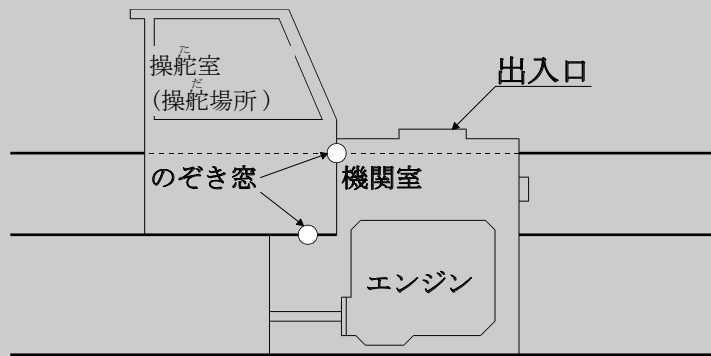 操舵室
(操舵場所)
出入口
のぞき窓
機関室
エンジン